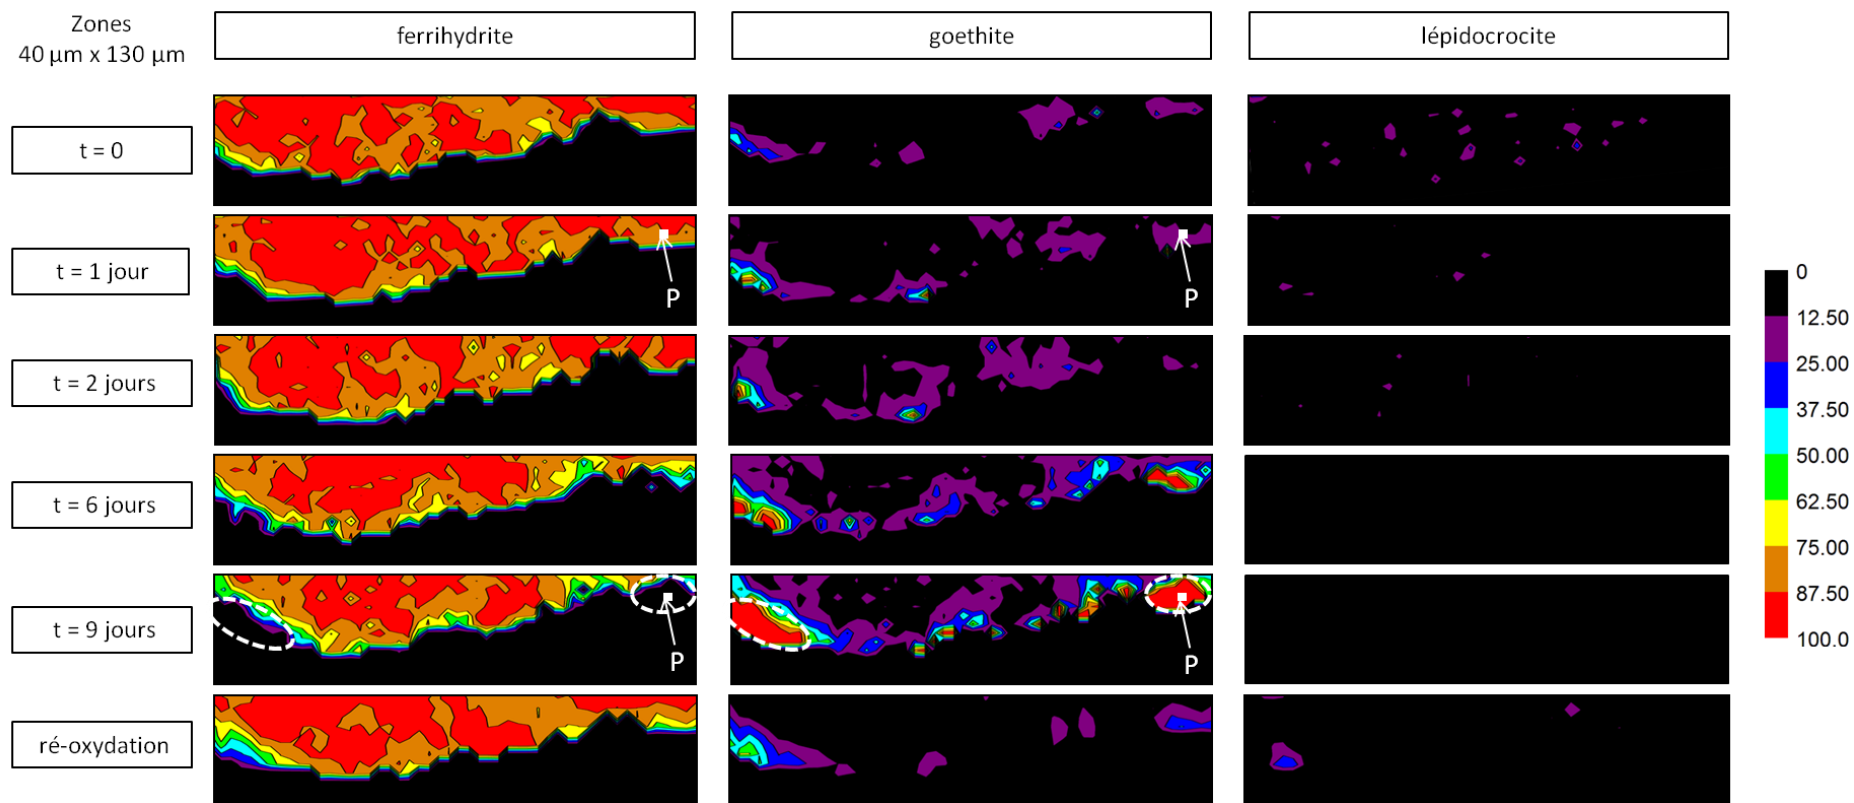 Zones
40 µm x 130 µm
ferrihydrite
goethite
lépidocrocite
t = 0
t = 1 jour
P
P
t = 2 jours
t = 6 jours
t = 9 jours
P
P
ré-oxydation
0
12.50
25.00
37.50
50.00
62.50
75.00
87.50
100.0